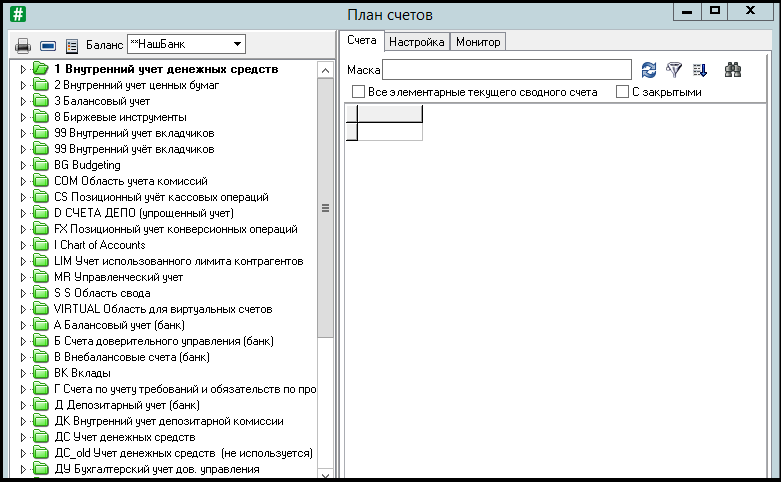 План счетов
Баланс **НашБанк
1 Внутренний учет денежных средств
2 Внутренний учет ценных бумаг
3 Балансовый учет
8 Биржевые инструменты
99 Внутренний учет вкладчиков
99 Внутренний учёт вкладчиков
BG Budgeting
COM Область учета комиссий
CS Позиционный учёт кассовых операций
D СЧЕТА ДЕПО (упрощенный учет)
FX Позиционный учет конверсионных операций
I Chart of Accounts
LIM Учет использованного лимита контрагентов
MR Управленческий учет
S S Область свода
VIRTUAL Область для виртуальных счетов
А Балансовый учет (банк)
Б Счета доверительного управления (банк)
В Внебалансовые счета (банк)
ВК Вклады
Г Счета по учету требований и обязательств по про
Д Депозитарный учет (банк)
ДК Внутренний учет депозитарной комиссии
ДС Учет денежных средств
ДС_old Учет денежных средств (не используется)
ДУ Бухгалтерский учет дов. управления
Счета Настройка Монитор
Маска
Все элементарные текущего сводного счета С закрытыми